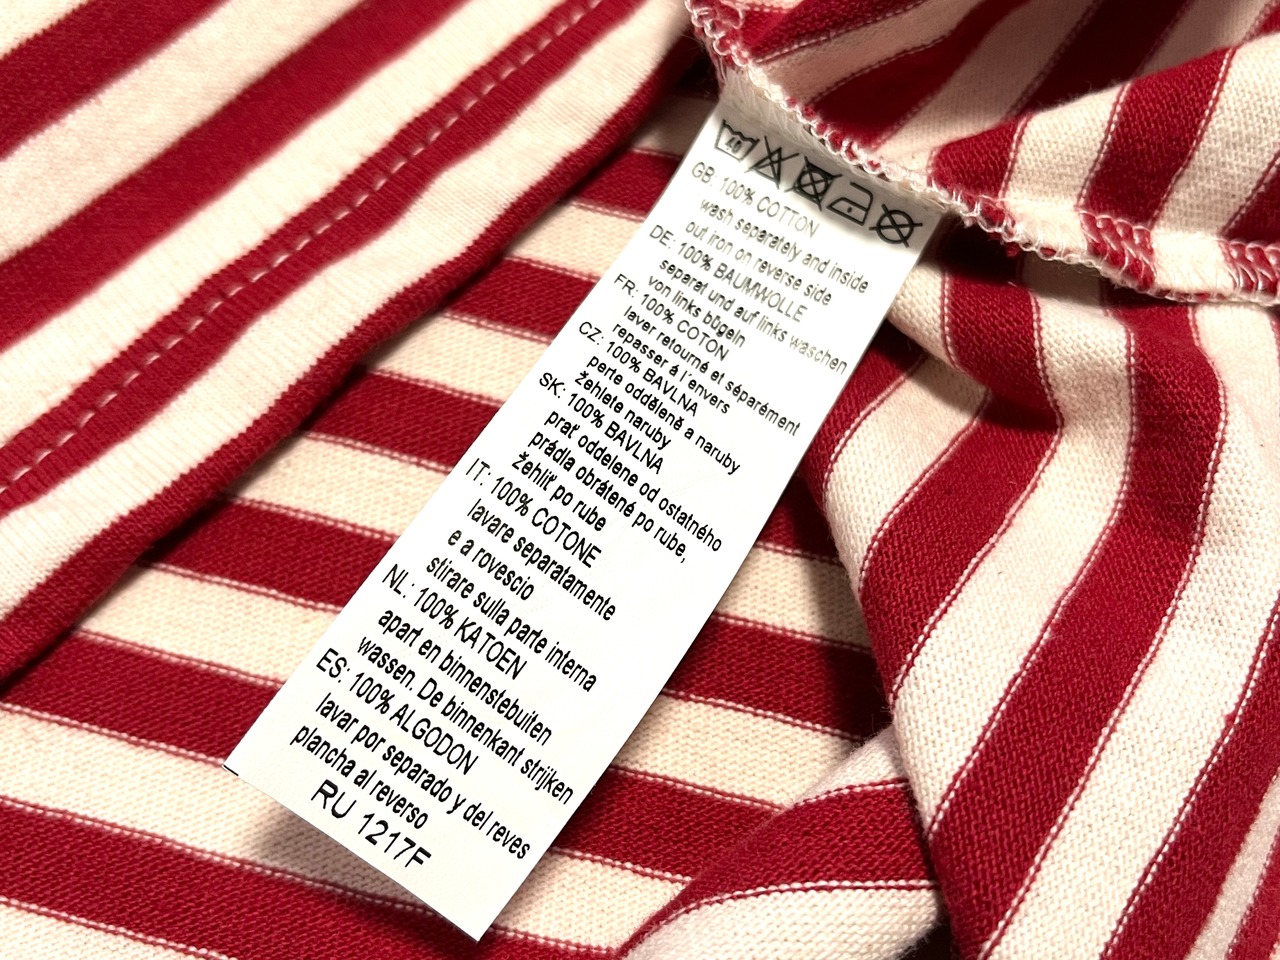 40
GB: 100% COTTON
wash separately and inside
out iron on reverse side
DE: 100% BAUMWOLLE
separat und auf links waschen
von links bügeln
FR: 100% COTON
laver retourné et séparément
repasser á l'envers
CZ: 100% BAVLNA
perte odděleně a naruby
žehlete naruby
SK: 100% BAVLNA
prať oddelene od ostatného
prádla obrátené po rube,
žehliť po rube
IT: 100% COTONE
lavare separatamente
e a rovescio
stirare sulla parte interna
NL: 100% KATOEN
apart en binnenstebuiten
wassen. De binnenkant strijken
ES: 100% ALGODON
lavar por separado y del reves
plancha al reverso
RU 1217F